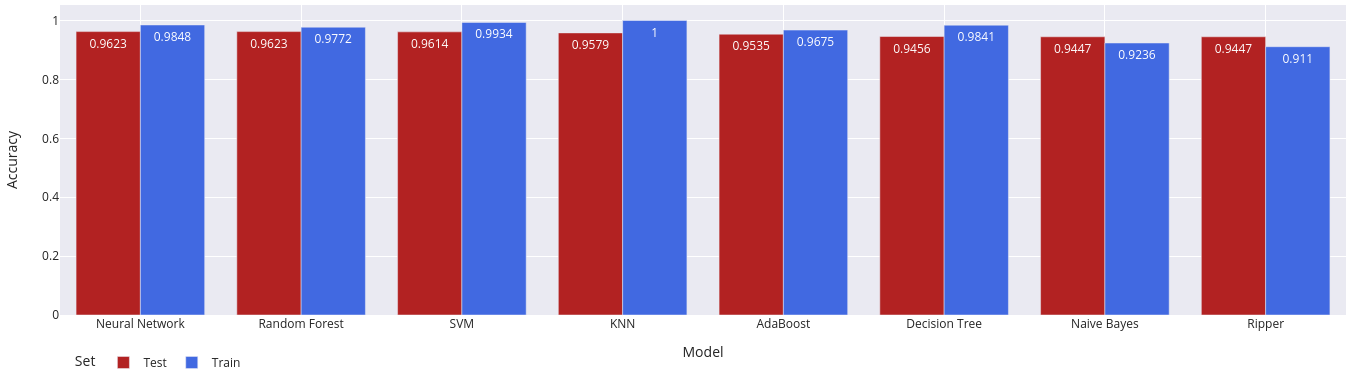 Accuracy
1
0.8
0.6
0.4
0.2
0
0.9623 0.9848 0.9623 0.9772 0.9614 0.9934 0.9579 1 0.9535 0.9675 0.9456 0.9841 0.9447 0.9236 0.9447 0.911
Neural Network Random Forest SVM KNN AdaBoost Decision Tree Naive Bayes Ripper
Model
Set Test Train